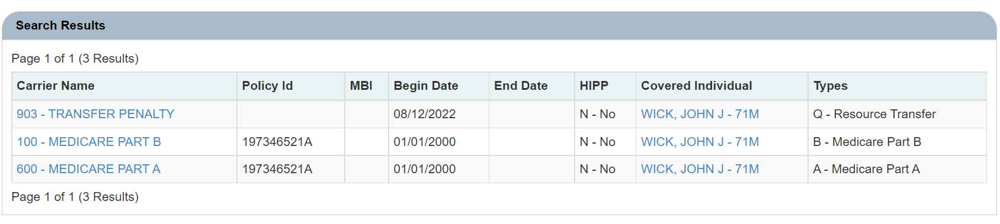 Search Results
Page 1 of 1 (3 Results)
Carrier Name Policy Id MBI Begin Date End Date HIPP Covered Individual Types
903 - TRANSFER PENALTY 08/12/2022 N - No WICK, JOHN J - 71M Q - Resource Transfer
100 - MEDICARE PART B 197346521A 01/01/2000 N - No WICK, JOHN J - 71M B - Medicare Part B
600 - MEDICARE PART A 197346521A 01/01/2000 N - No WICK, JOHN J - 71M A - Medicare Part A
Page 1 of 1 (3 Results)